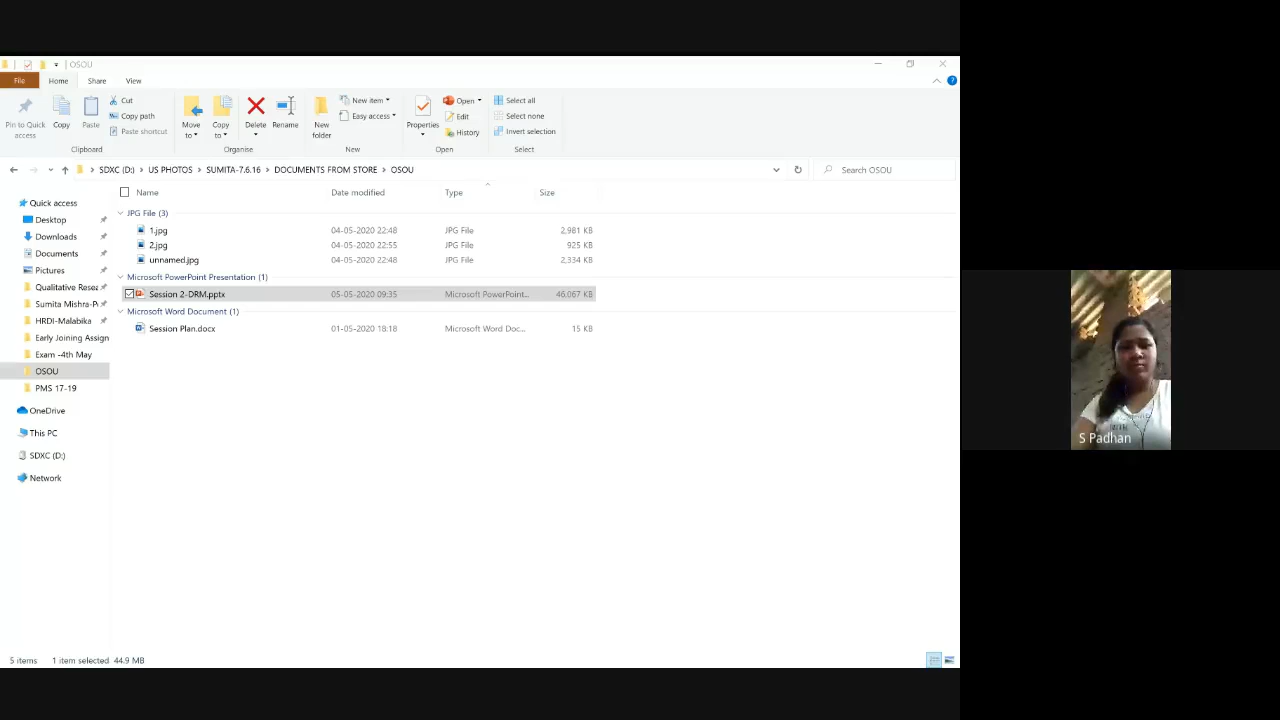 OSOU
File Home Share View
Pin to Quick access
Copy
Paste
Cut
Copy path
Paste shortcut
Clipboard
Move to
Copy to
Delete
Rename
Organise
New folder
New item
Easy access
New
Properties
Open
Edit
History
Open
Select all
Select none
Invert selection
Select
SDXC (D:) US PHOTOS SUMITA-7.6.16 DOCUMENTS FROM STORE OSOU
Search OSOU
Name Date modified Type Size
JPG File (3)
1.jpg 04-05-2020 22:48 JPG File 2,981 KB
2.jpg 04-05-2020 22:55 JPG File 925 KB
unnamed.jpg 04-05-2020 22:48 JPG File 2,334 KB
Microsoft PowerPoint Presentation (1)
Session 2-DRM.pptx 05-05-2020 09:35 Microsoft PowerPoint... 46,067 KB
Microsoft Word Document (1)
Session Plan.docx 01-05-2020 18:18 Microsoft Word Doc... 15 KB
Quick access
Desktop
Downloads
Documents
Pictures
Qualitative Resea
Sumita Mishra-P
HRDI-Malabika
Early Joining Assign
Exam -4th May
OSOU
PMS 17-19
OneDrive
This PC
SDXC (D:)
Network
5 items 1 item selected 44.9 MB
S Padhan